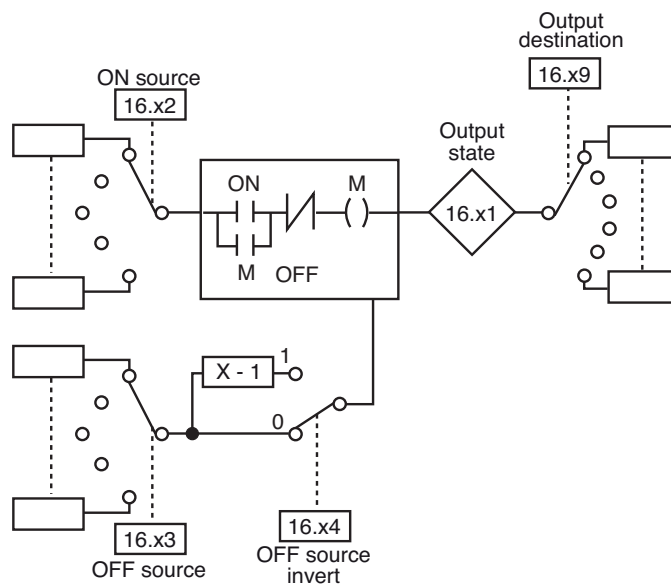 Output
destination
16.x9
ON source
16.x2
Output
state
ON
M
16.x1
M
OFF
X - 1
1
0
16.x3
OFF source
16.x4
OFF source
invert